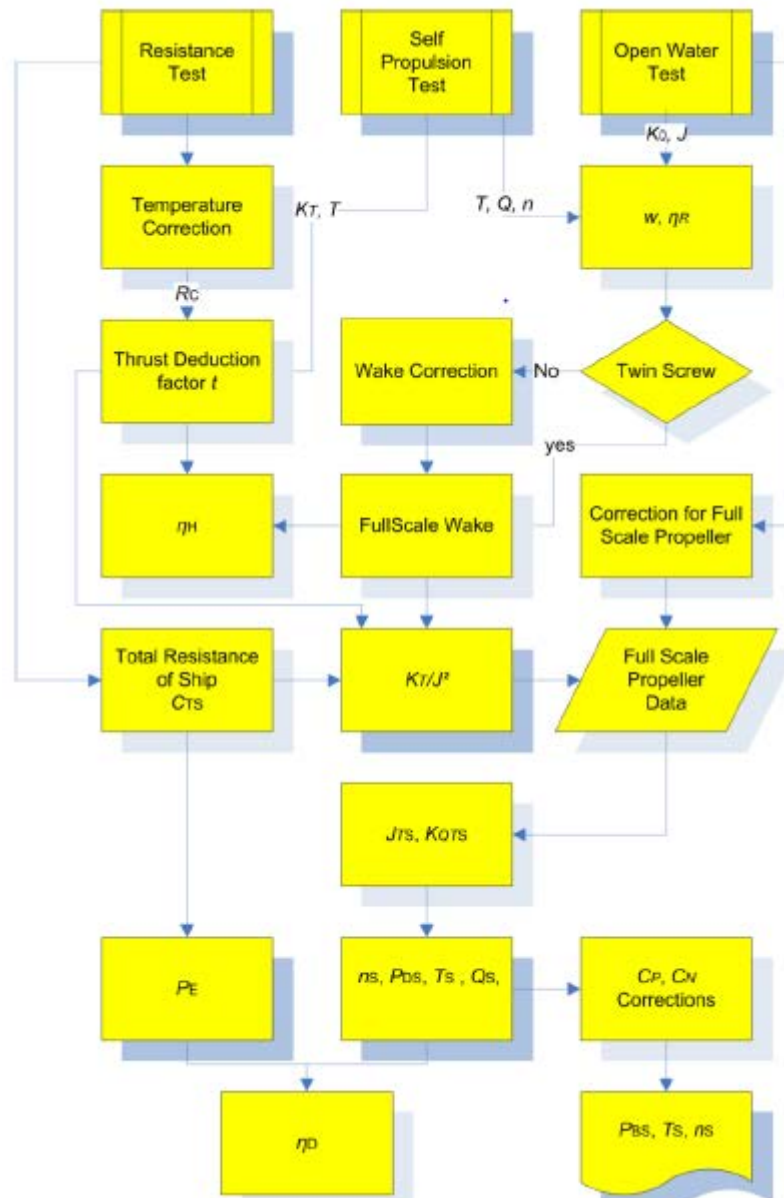 Resistance
Test
Self
Propulsion
Test
Open Water
Test
KQ, J
Temperature
Correction
KT, T
T, Q, n
w, ηR
RC
Thrust Deduction
factor t
Wake Correction
No
Twin Screw
yes
ηH
FullScale Wake
Correction for Full
Scale Propeller
Total Resistance
of Ship
CTS
KT/J²
Full Scale
Propeller
Data
JTS, KQTS
PE
nS, PDS, TS , QS,
CP, CN
Corrections
ηD
PBS, TS, nS